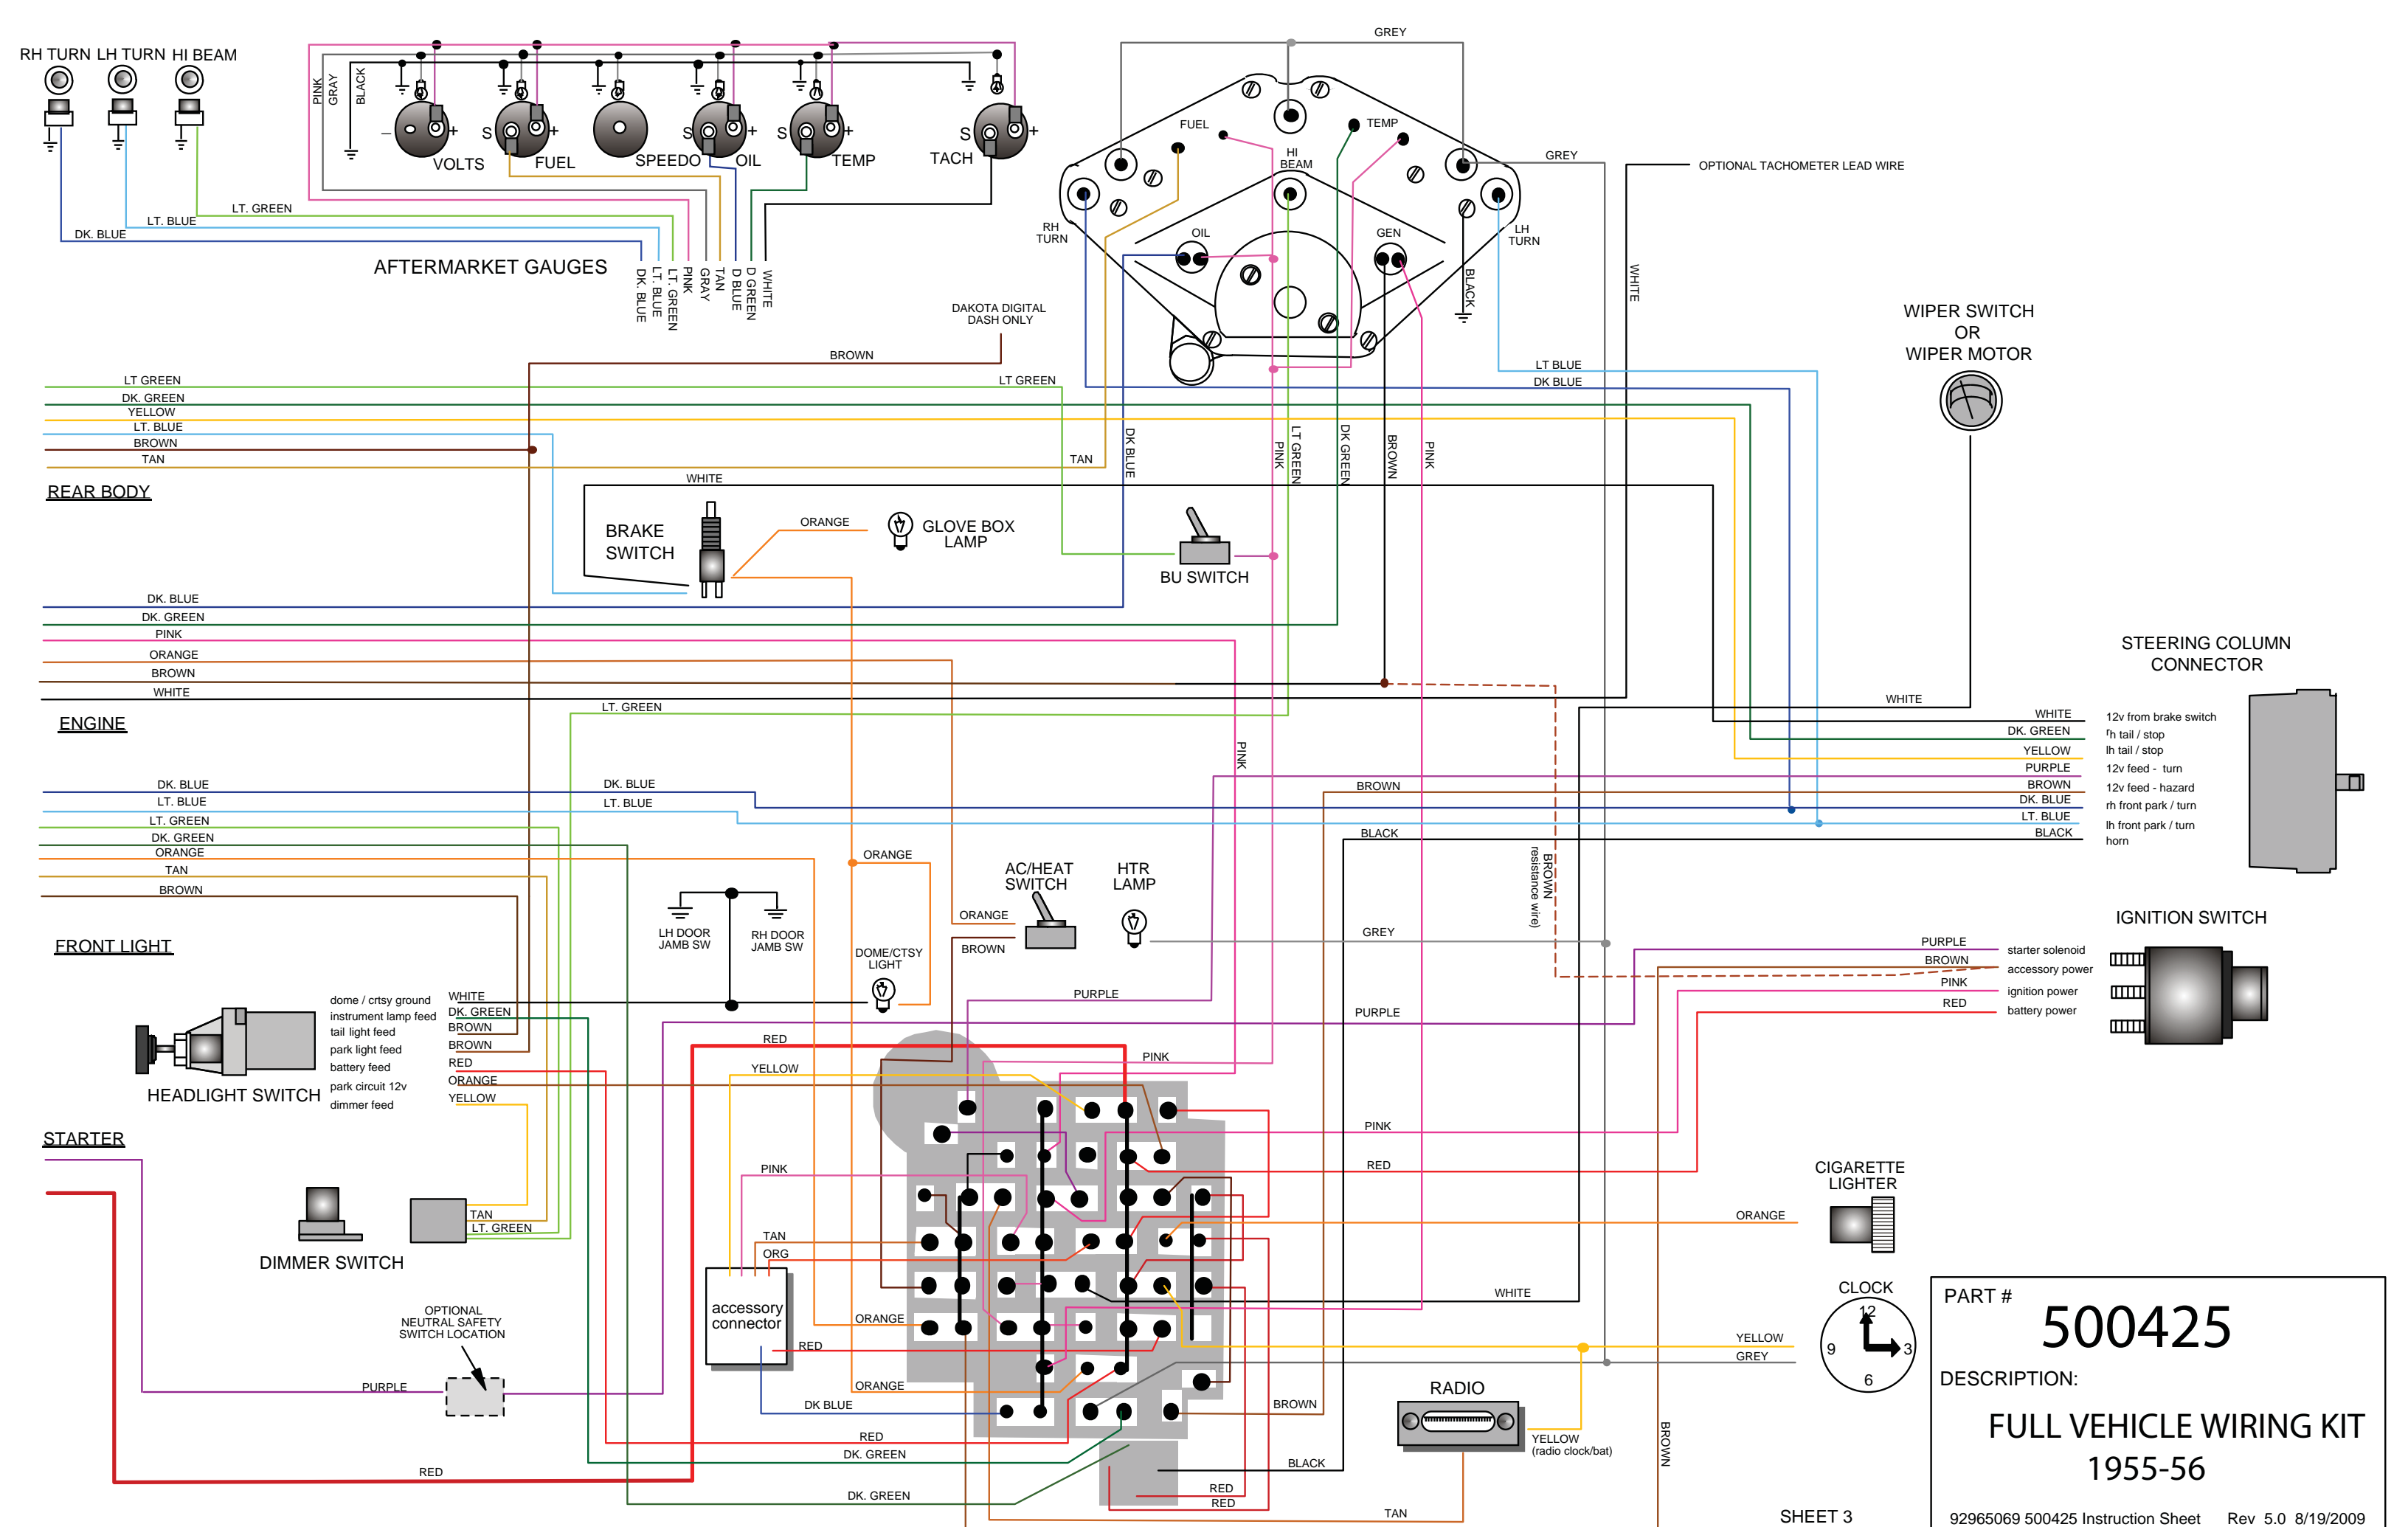 RH TURN LH TURN HI BEAM
PINK
GRAY
BLACK
– + VOLTS
S + FUEL
SPEEDO
S + OIL
S + TEMP
S + TACH
LT. GREEN
LT. BLUE
DK. BLUE
AFTERMARKET GAUGES
DK. BLUE
LT. BLUE
LT. GREEN
PINK
GRAY
TAN
D BLUE
D GREEN
WHITE
GREY
FUEL
TEMP
HI
BEAM
GREY
RH
TURN
OIL
GEN
LH
TURN
BLACK
OPTIONAL TACHOMETER LEAD WIRE
WHITE
DAKOTA DIGITAL
DASH ONLY
BROWN
WIPER SWITCH
OR
WIPER MOTOR
LT GREEN
LT GREEN
DK. GREEN
YELLOW
LT. BLUE
BROWN
TAN
TAN
LT BLUE
DK BLUE
REAR BODY
WHITE
DK BLUE
PINK
LT GREEN
DK GREEN
BROWN
PINK
BRAKE
SWITCH
ORANGE
GLOVE BOX
LAMP
BU SWITCH
DK. BLUE
DK. GREEN
PINK
ORANGE
BROWN
WHITE
LT. GREEN
ENGINE
PINK
STEERING COLUMN
CONNECTOR
WHITE
WHITE 12v from brake switch
DK. GREEN rh tail / stop
YELLOW lh tail / stop
PURPLE 12v feed - turn
BROWN 12v feed - hazard
DK. BLUE rh front park / turn
LT. BLUE lh front park / turn
BLACK horn
DK. BLUE
DK. BLUE
LT. BLUE
LT. BLUE
LT. GREEN
DK. GREEN
ORANGE
TAN
BROWN
BROWN
BLACK
BROWN
resistance wire)
FRONT LIGHT
LH DOOR
JAMB SW
RH DOOR
JAMB SW
ORANGE
DOME/CTSY
LIGHT
AC/HEAT
SWITCH
ORANGE
BROWN
HTR
LAMP
GREY
IGNITION SWITCH
PURPLE starter solenoid
BROWN accessory power
PINK ignition power
RED battery power
dome / crtsy ground WHITE
instrument lamp feed DK. GREEN
tail light feed BROWN
park light feed BROWN
battery feed RED
park circuit 12v ORANGE
dimmer feed YELLOW
HEADLIGHT SWITCH
PURPLE
PURPLE
RED
PINK
YELLOW
PINK
RED
PINK
STARTER
TAN
LT. GREEN
DIMMER SWITCH
TAN
ORG
accessory
connector
ORANGE
RED
ORANGE
DK BLUE
RED
DK. GREEN
DK. GREEN
OPTIONAL
NEUTRAL SAFETY
SWITCH LOCATION
PURPLE
RED
WHITE
BROWN
BLACK
RED
RED
TAN
CIGARETTE
LIGHTER
ORANGE
CLOCK
12
9 3
6
YELLOW
GREY
RADIO
YELLOW
(radio clock/bat)
BROWN
PART #
500425
DESCRIPTION:
FULL VEHICLE WIRING KIT
1955-56
SHEET 3
92965069 500425 Instruction Sheet Rev 5.0 8/19/2009